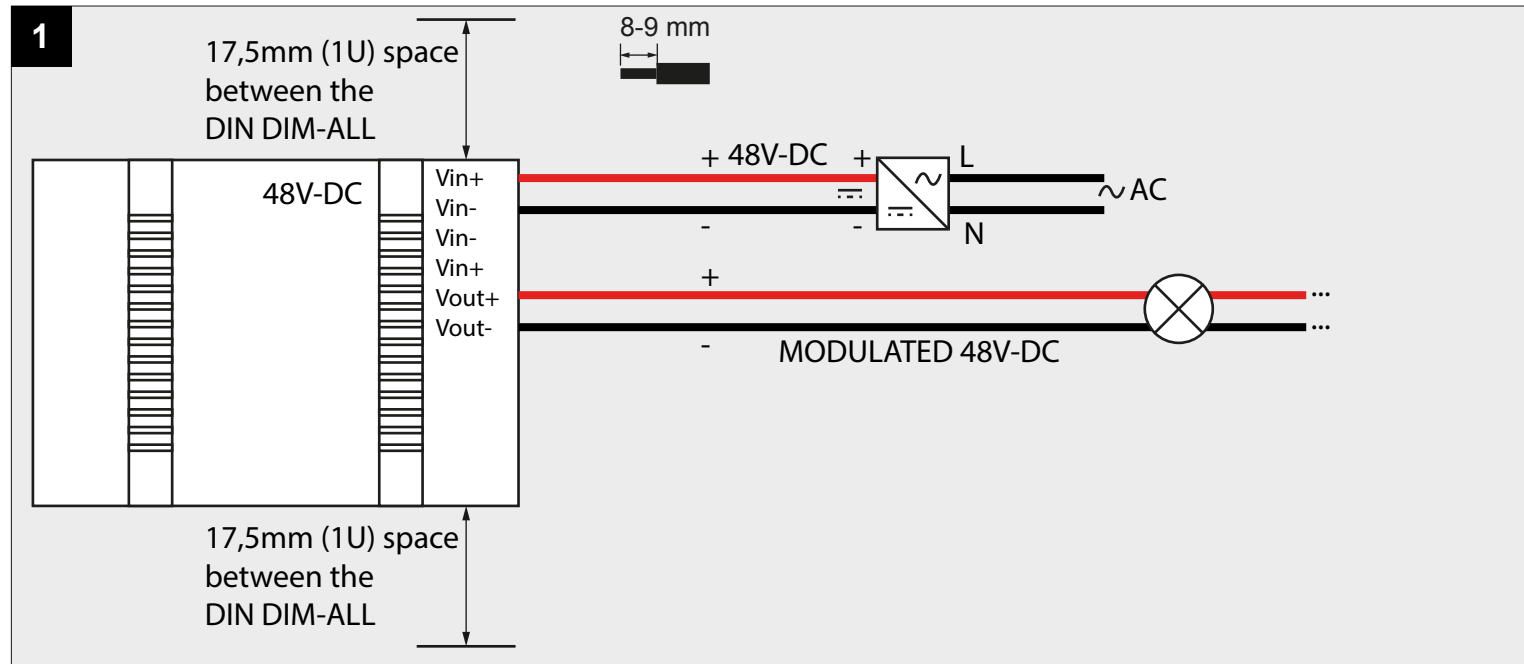 1
17,5mm (1U) space
between the
DIN DIM-ALL
8-9 mm
48V-DC
Vin+
Vin-
Vin-
Vin+
Vout+
Vout-
+ 48V-DC +
- -
L
N
AC
+
-
MODULATED 48V-DC
...
...
17,5mm (1U) space
between the
DIN DIM-ALL